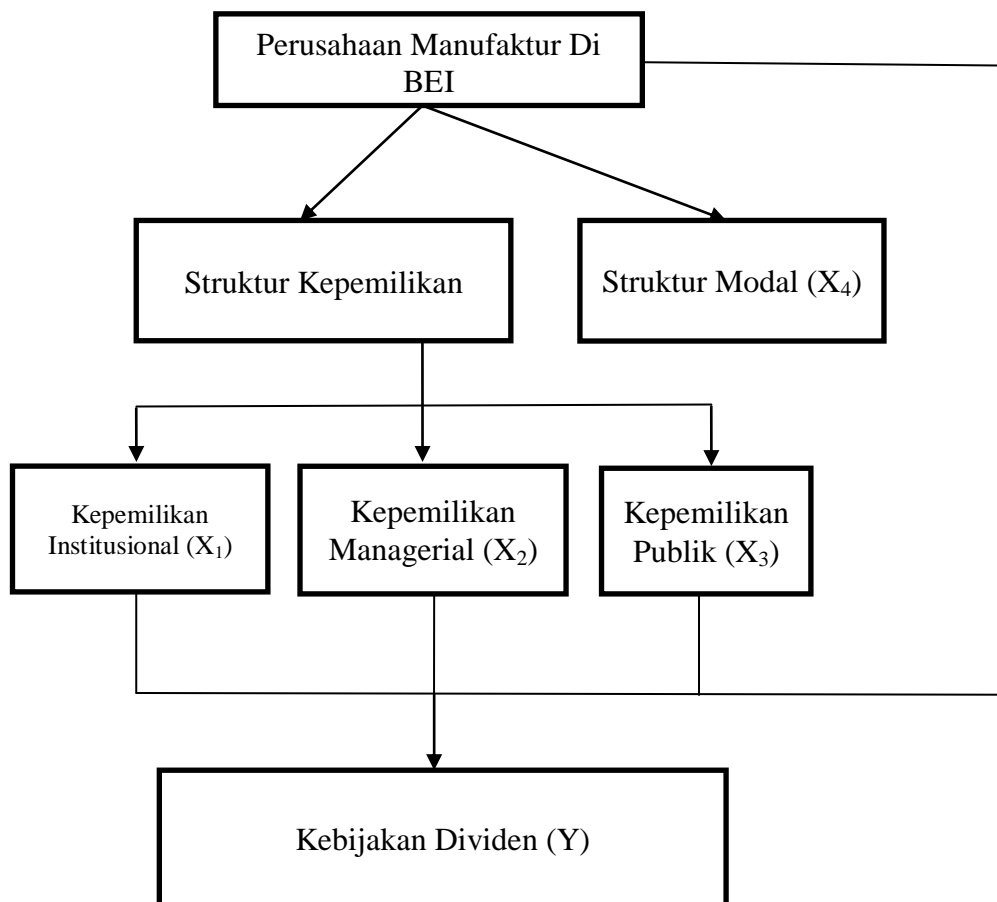 Perusahaan Manufaktur Di
BEI
Struktur Kepemilikan
Struktur Modal (X₄)
Kepemilikan
Institusional (X₁)
Kepemilikan
Managerial (X₂)
Kepemilikan
Publik (X₃)
Kebijakan Dividen (Y)